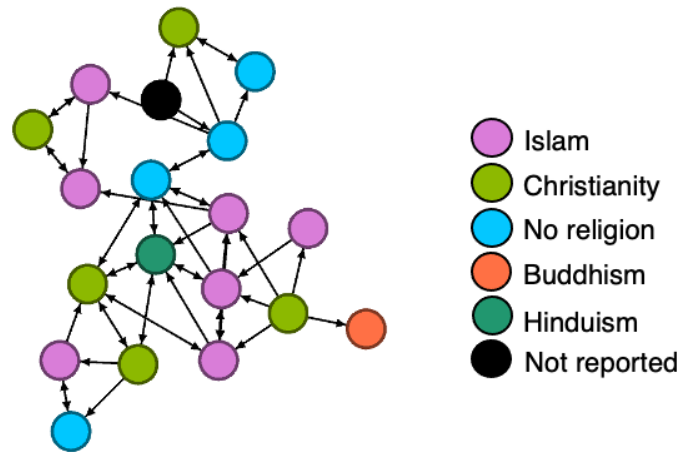 Islam
Christianity
No religion
Buddhism
Hinduism
Not reported